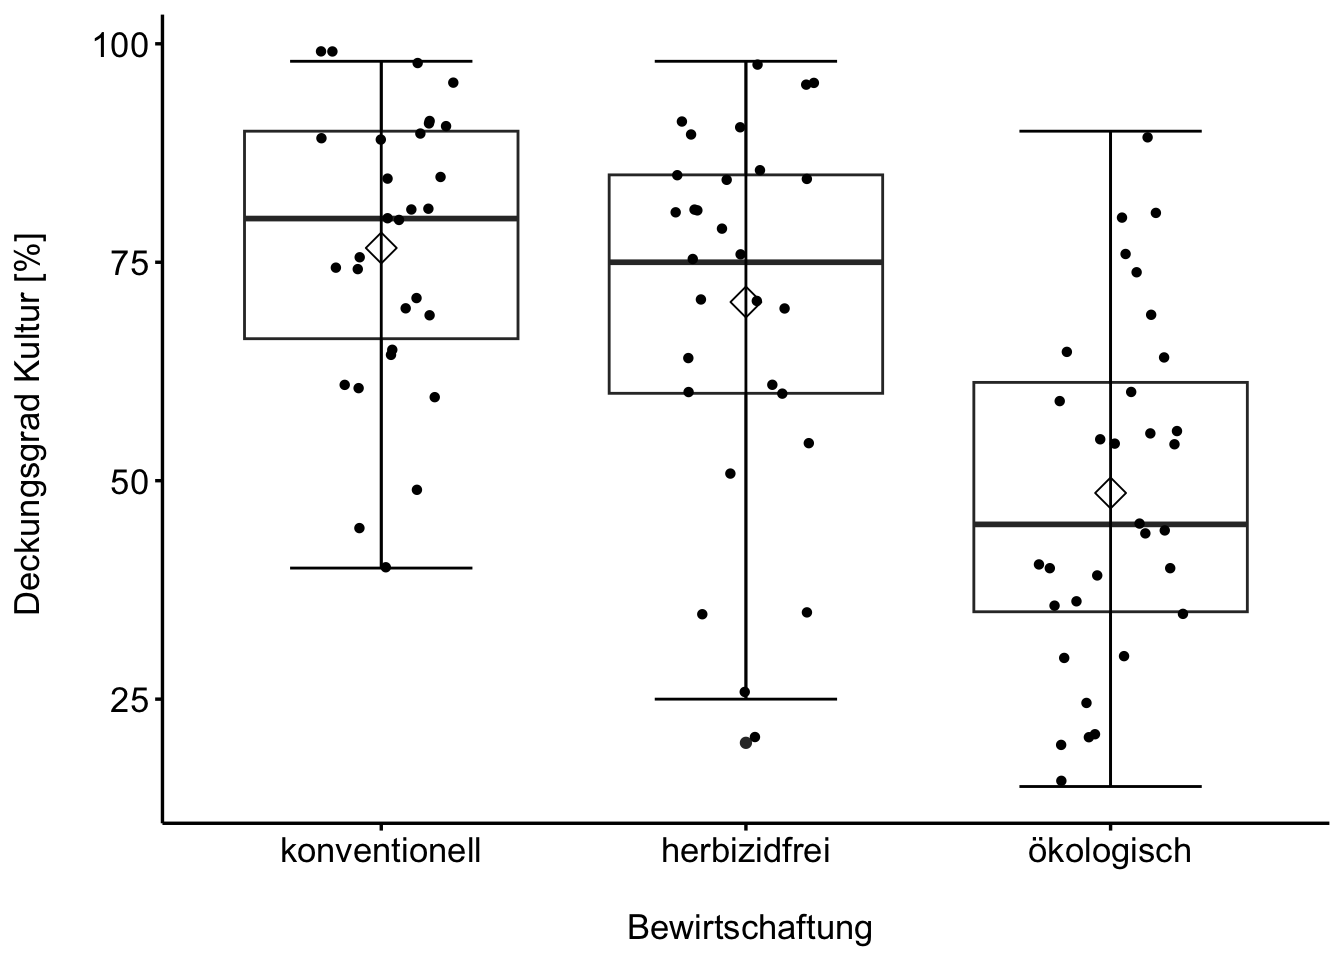 Deckungsgrad Kultur [%]
100
75
50
25
konventionell herbizidfrei ökologisch
Bewirtschaftung